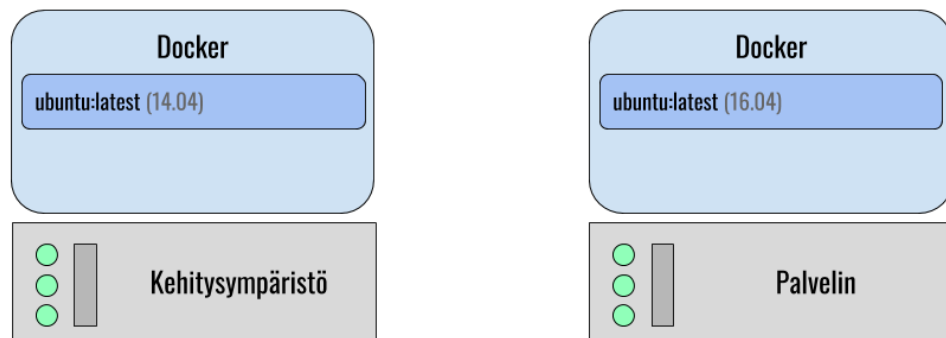 Docker
ubuntu:latest (14.04)
Kehitysympäristö
Docker
ubuntu:latest (16.04)
Palvelin